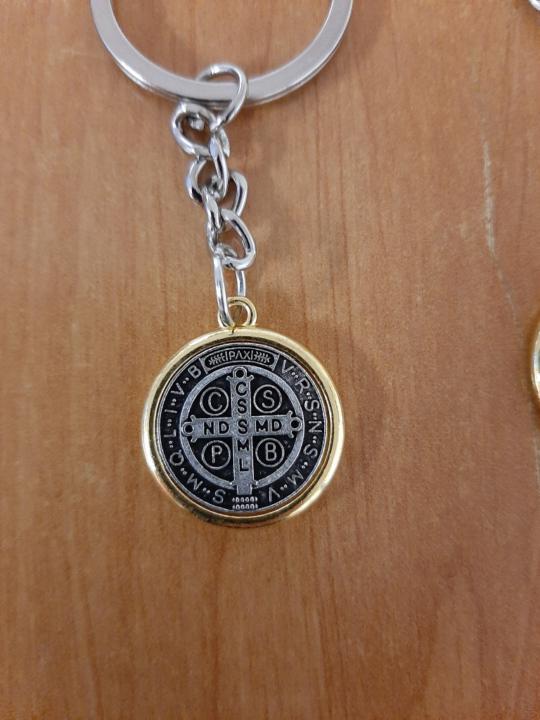 PAX
V R S N S M V
S M Q L I V B
C S
C S S M L
N D S M D
P B